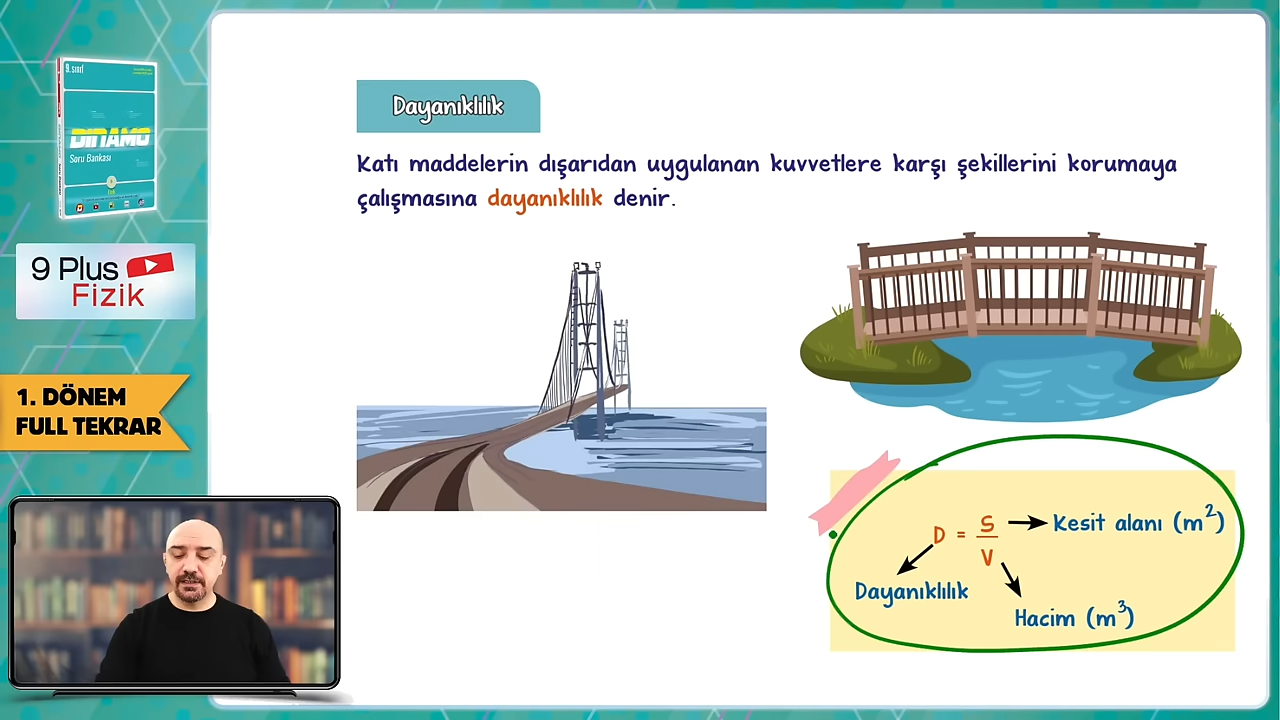 9. Sınıf
DİNAMO
Soru Bankası
9 Plus
Fizik
1. DÖNEM
FULL TEKRAR
Dayanıklılık
Katı maddelerin dışarıdan uygulanan kuvvetlere karşı şekillerini korumaya
çalışmasına dayanıklılık denir.
D = S/V
Kesit alanı (m²)
Dayanıklılık
Hacim (m³)